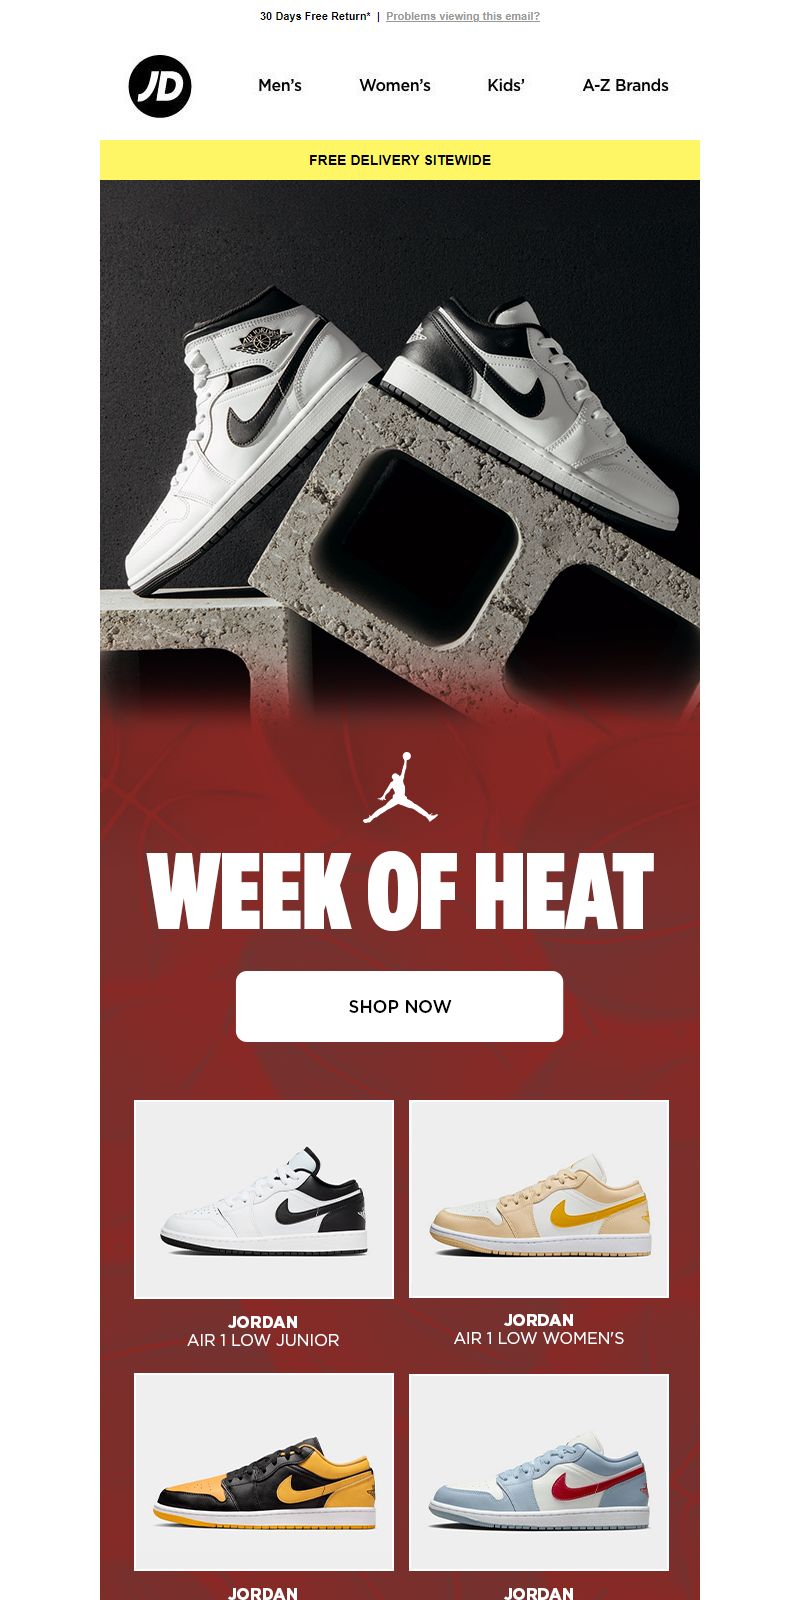 30 Days Free Return* | Problems viewing this email?
JD
Men's Women's Kids' A-Z Brands
FREE DELIVERY SITEWIDE
WEEK OF HEAT
SHOP NOW
JORDAN
AIR 1 LOW JUNIOR
JORDAN
AIR 1 LOW WOMEN'S
JORDAN
JORDAN